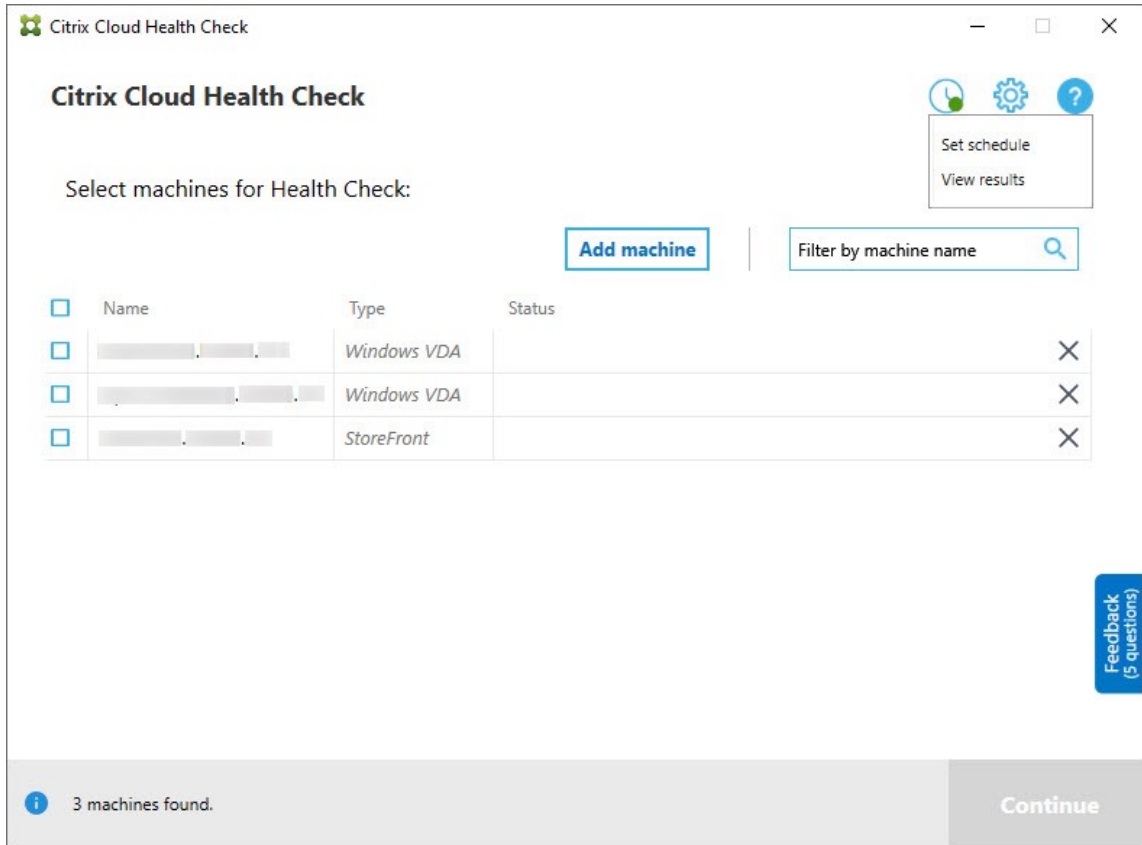 Citrix Cloud Health Check
Citrix Cloud Health Check
?
Set schedule
View results
Select machines for Health Check:
Add machine
Filter by machine name
Name Type Status
Windows VDA
Windows VDA
StoreFront
Feedback
(5 questions)
3 machines found.
Continue